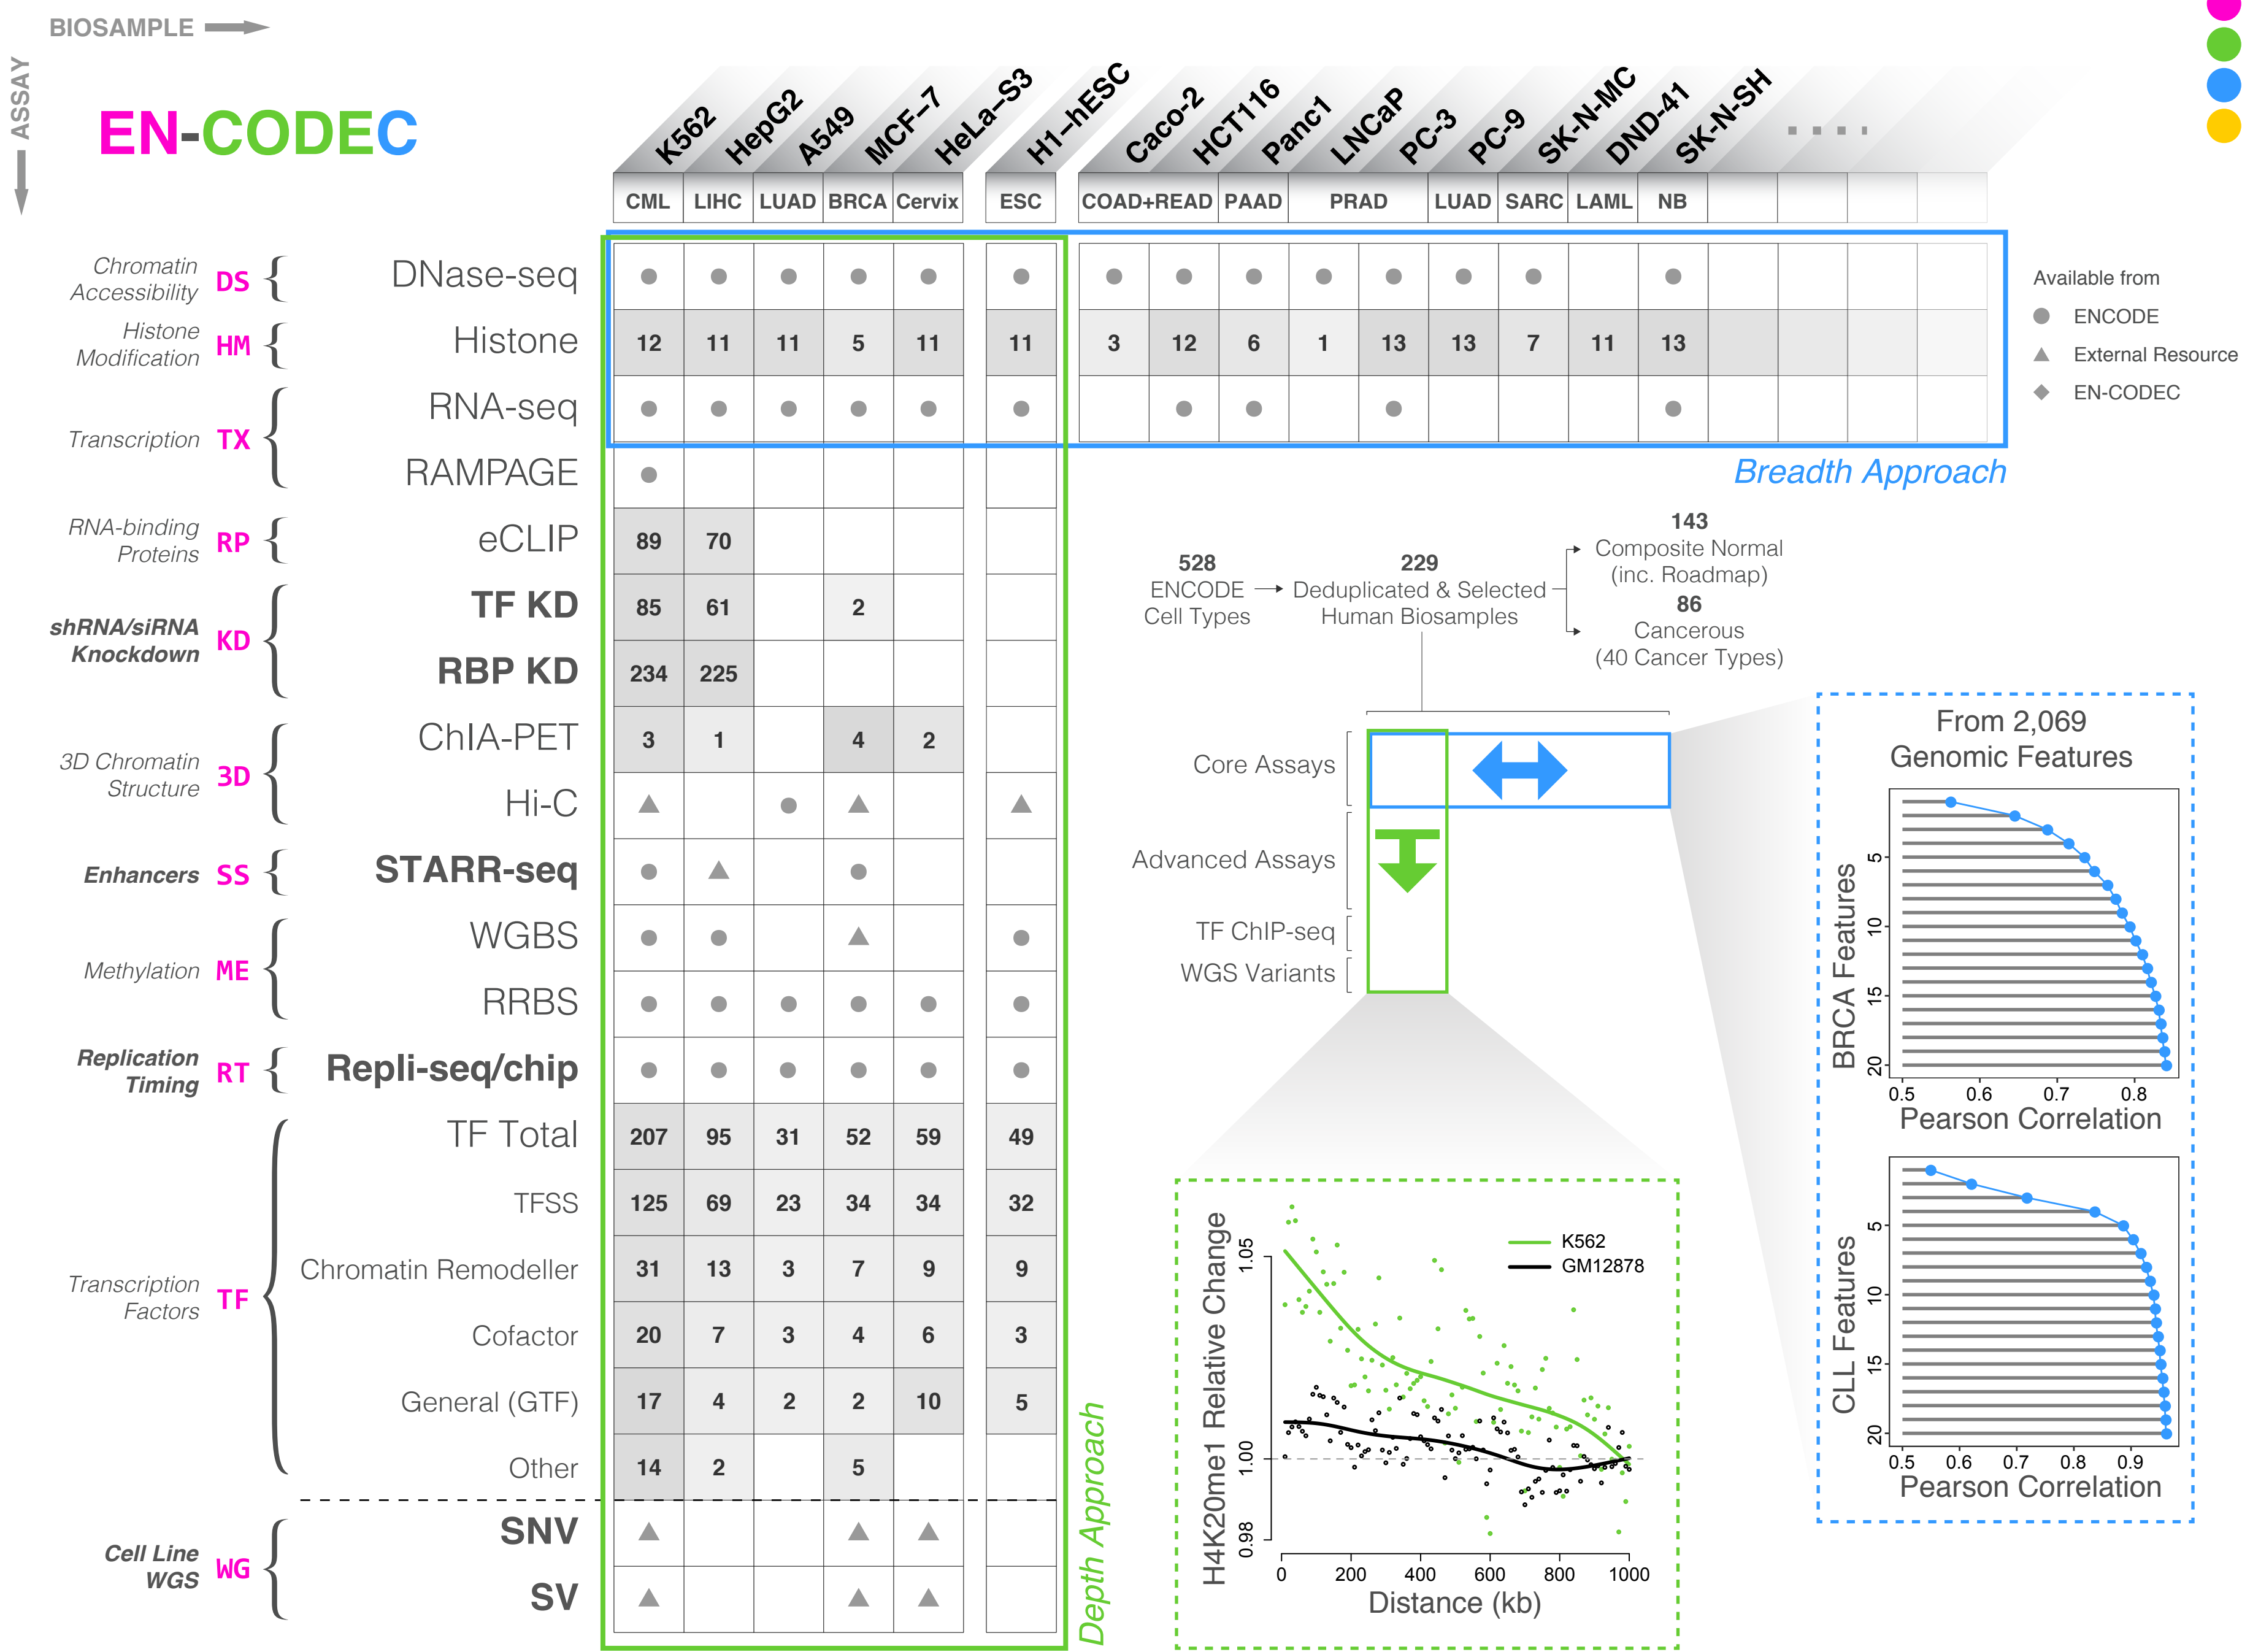 BIOSAMPLE
ASSAY
EN-CODEC
K562
HepG2
A549
MCF–7
HeLa–S3
H1–hESC
Caco-2
HCT116
Panc1
LNCaP
PC-3
PC-9
SK-N-MC
DND-41
SK-N-SH
....
CML LIHC LUAD BRCA Cervix ESC COAD+READ PAAD PRAD LUAD SARC LAML NB
Chromatin
Accessibility
DS
DNase-seq
Histone
Modification
HM
Histone 12 11 11 5 11 11 3 12 6 1 13 13 7 11 13
Transcription
TX
RNA-seq
RAMPAGE
RNA-binding
Proteins
RP
eCLIP 89 70
shRNA/siRNA
Knockdown
KD
TF KD 85 61 2
RBP KD 234 225
3D Chromatin
Structure
3D
ChIA-PET 3 1 4 2
Hi-C
Enhancers
SS
STARR-seq
Methylation
ME
WGBS
RRBS
Replication
Timing
RT
Repli-seq/chip
Transcription
Factors
TF
TF Total 207 95 31 52 59 49
TFSS 125 69 23 34 34 32
Chromatin Remodeller 31 13 3 7 9 9
Cofactor 20 7 3 4 6 3
General (GTF) 17 4 2 2 10 5
Other 14 2 5
Cell Line
WGS
WG
SNV
SV
Depth Approach
Available from
ENCODE
External Resource
EN-CODEC
Breadth Approach
528
ENCODE
Cell Types
229
Deduplicated & Selected
Human Biosamples
143
Composite Normal
(inc. Roadmap)
86
Cancerous
(40 Cancer Types)
Core Assays
Advanced Assays
TF ChIP-seq
WGS Variants
H4K20me1 Relative Change
1.05
1.00
0.98
K562
GM12878
0 200 400 600 800 1000
Distance (kb)
From 2,069
Genomic Features
BRCA Features
5
10
15
20
0.5 0.6 0.7 0.8
Pearson Correlation
CLL Features
5
10
15
20
0.5 0.6 0.7 0.8 0.9
Pearson Correlation